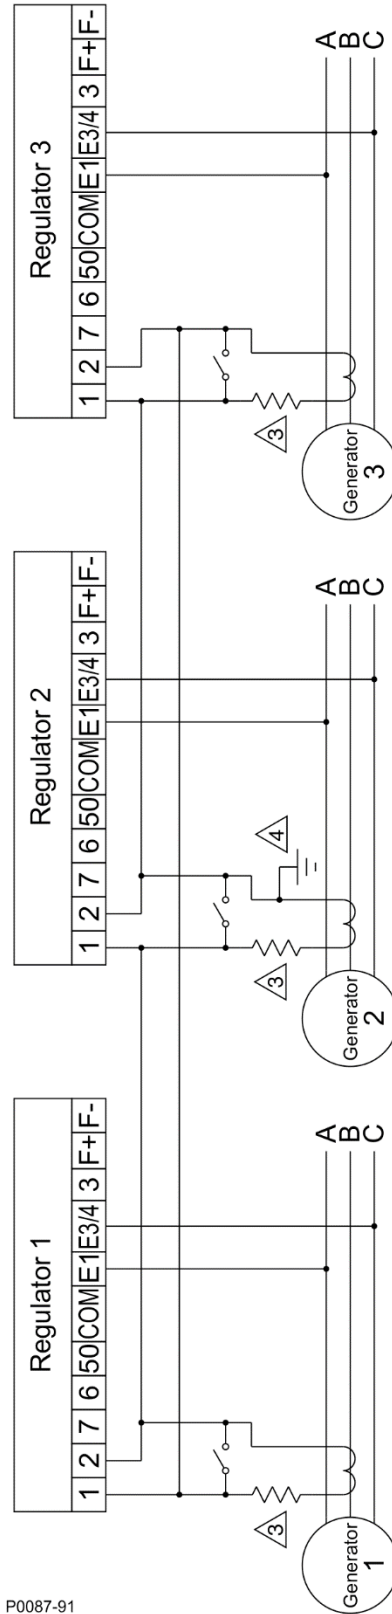 Regulator 1
1 2 7 6 50 COM E1 E3/4 3 F+ F-
A
B
C
3
Generator
1
Regulator 2
1 2 7 6 50 COM E1 E3/4 3 F+ F-
A
B
C
3
4
Generator
2
Regulator 3
1 2 7 6 50 COM E1 E3/4 3 F+ F-
A
B
C
3
Generator
3
P0087-91